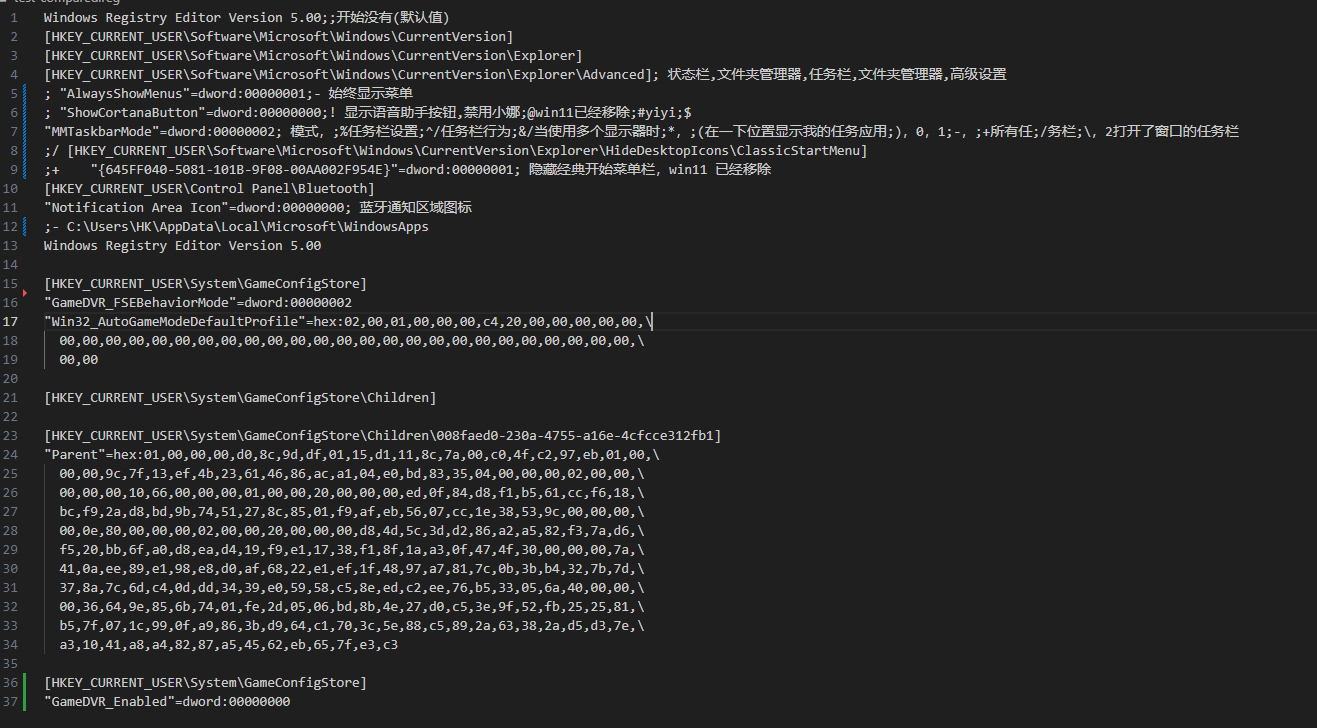 1 Windows Registry Editor Version 5.00;;开始没有(默认值)
2 [HKEY_CURRENT_USER\Software\Microsoft\Windows\CurrentVersion]
3 [HKEY_CURRENT_USER\Software\Microsoft\Windows\CurrentVersion\Explorer]
4 [HKEY_CURRENT_USER\Software\Microsoft\Windows\CurrentVersion\Explorer\Advanced]; 状态栏,文件夹管理器,任务栏,文件夹管理器,高级设置
5 ; "AlwaysShowMenus"=dword:00000001;- 始终显示菜单
6 ; "ShowCortanaButton"=dword:00000000;! 显示语音助手按钮,禁用小娜;@win11已经移除;#yiyi;$
7 "MMTaskbarMode"=dword:00000002; 模式, ;%任务栏设置;^/任务栏行为;&/当使用多个显示器时;*, ;(在一下位置显示我的任务应用;), 0, 1;-, ;+所有任;/务栏;\, 2打开了窗口的任务栏
8 ;/ [HKEY_CURRENT_USER\Software\Microsoft\Windows\CurrentVersion\Explorer\HideDesktopIcons\ClassicStartMenu]
9 ;+    "{645FF040-5081-101B-9F08-00AA002F954E}"=dword:00000001; 隐藏经典开始菜单栏, win11 已经移除
10 [HKEY_CURRENT_USER\Control Panel\Bluetooth]
11 "Notification Area Icon"=dword:00000000; 蓝牙通知区域图标
12 ;- C:\Users\HK\AppData\Local\Microsoft\WindowsApps
13 Windows Registry Editor Version 5.00
14
15 [HKEY_CURRENT_USER\System\GameConfigStore]
16 "GameDVR_FSEBehaviorMode"=dword:00000002
17 "Win32_AutoGameModeDefaultProfile"=hex:02,00,01,00,00,00,c4,20,00,00,00,00,00,\
18   00,00,00,00,00,00,00,00,00,00,00,00,00,00,00,00,00,00,00,00,00,00,00,00,00,\
19   00,00
20
21 [HKEY_CURRENT_USER\System\GameConfigStore\Children]
22
23 [HKEY_CURRENT_USER\System\GameConfigStore\Children\008faed0-230a-4755-a16e-4cfcce312fb1]
24 "Parent"=hex:01,00,00,00,d0,8c,9d,df,01,15,d1,11,8c,7a,00,c0,4f,c2,97,eb,01,00,\
25   00,00,9c,7f,13,ef,4b,23,61,46,86,ac,a1,04,e0,bd,83,35,04,00,00,00,02,00,00,\
26   00,00,00,10,66,00,00,00,01,00,00,20,00,00,00,ed,0f,84,d8,f1,b5,61,cc,f6,18,\
27   bc,f9,2a,d8,bd,9b,74,51,27,8c,85,01,f9,af,eb,56,07,cc,1e,38,53,9c,00,00,00,\
28   00,0e,80,00,00,00,02,00,00,20,00,00,00,d8,4d,5c,3d,d2,86,a2,a5,82,f3,7a,d6,\
29   f5,20,bb,6f,a0,d8,ea,d4,19,f9,e1,17,38,f1,8f,1a,a3,0f,47,4f,30,00,00,00,7a,\
30   41,0a,ee,89,e1,98,e8,d0,af,68,22,e1,ef,1f,48,97,a7,81,7c,0b,3b,b4,32,7b,7d,\
31   37,8a,7c,6d,c4,0d,dd,34,39,e0,59,58,c5,8e,ed,c2,ee,76,b5,33,05,6a,40,00,00,\
32   00,36,64,9e,85,6b,74,01,fe,2d,05,06,bd,8b,4e,27,d0,c5,3e,9f,52,fb,25,25,81,\
33   b5,7f,07,1c,99,0f,a9,86,3b,d9,64,c1,70,3c,5e,88,c5,89,2a,63,38,2a,d5,d3,7e,\
34   a3,10,41,a8,a4,82,87,a5,45,62,eb,65,7f,e3,c3
35
36 [HKEY_CURRENT_USER\System\GameConfigStore]
37 "GameDVR_Enabled"=dword:00000000